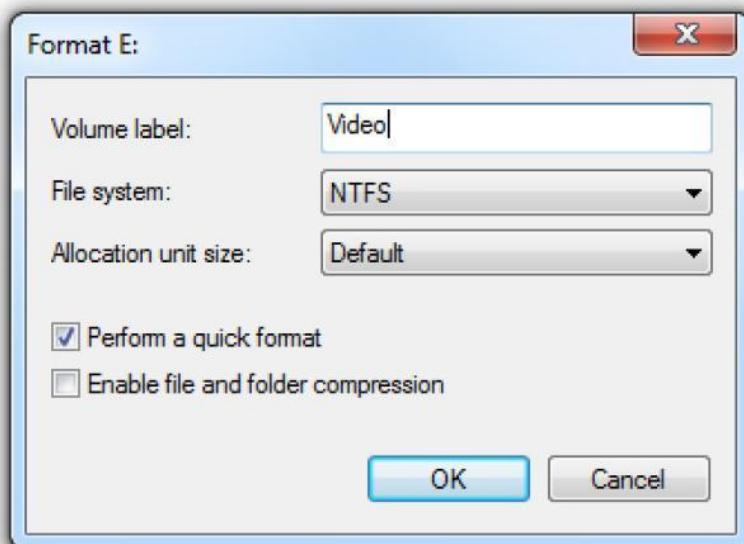 Format E:
Volume label: Video
File system: NTFS
Allocation unit size: Default
Perform a quick format
Enable file and folder compression
OK Cancel